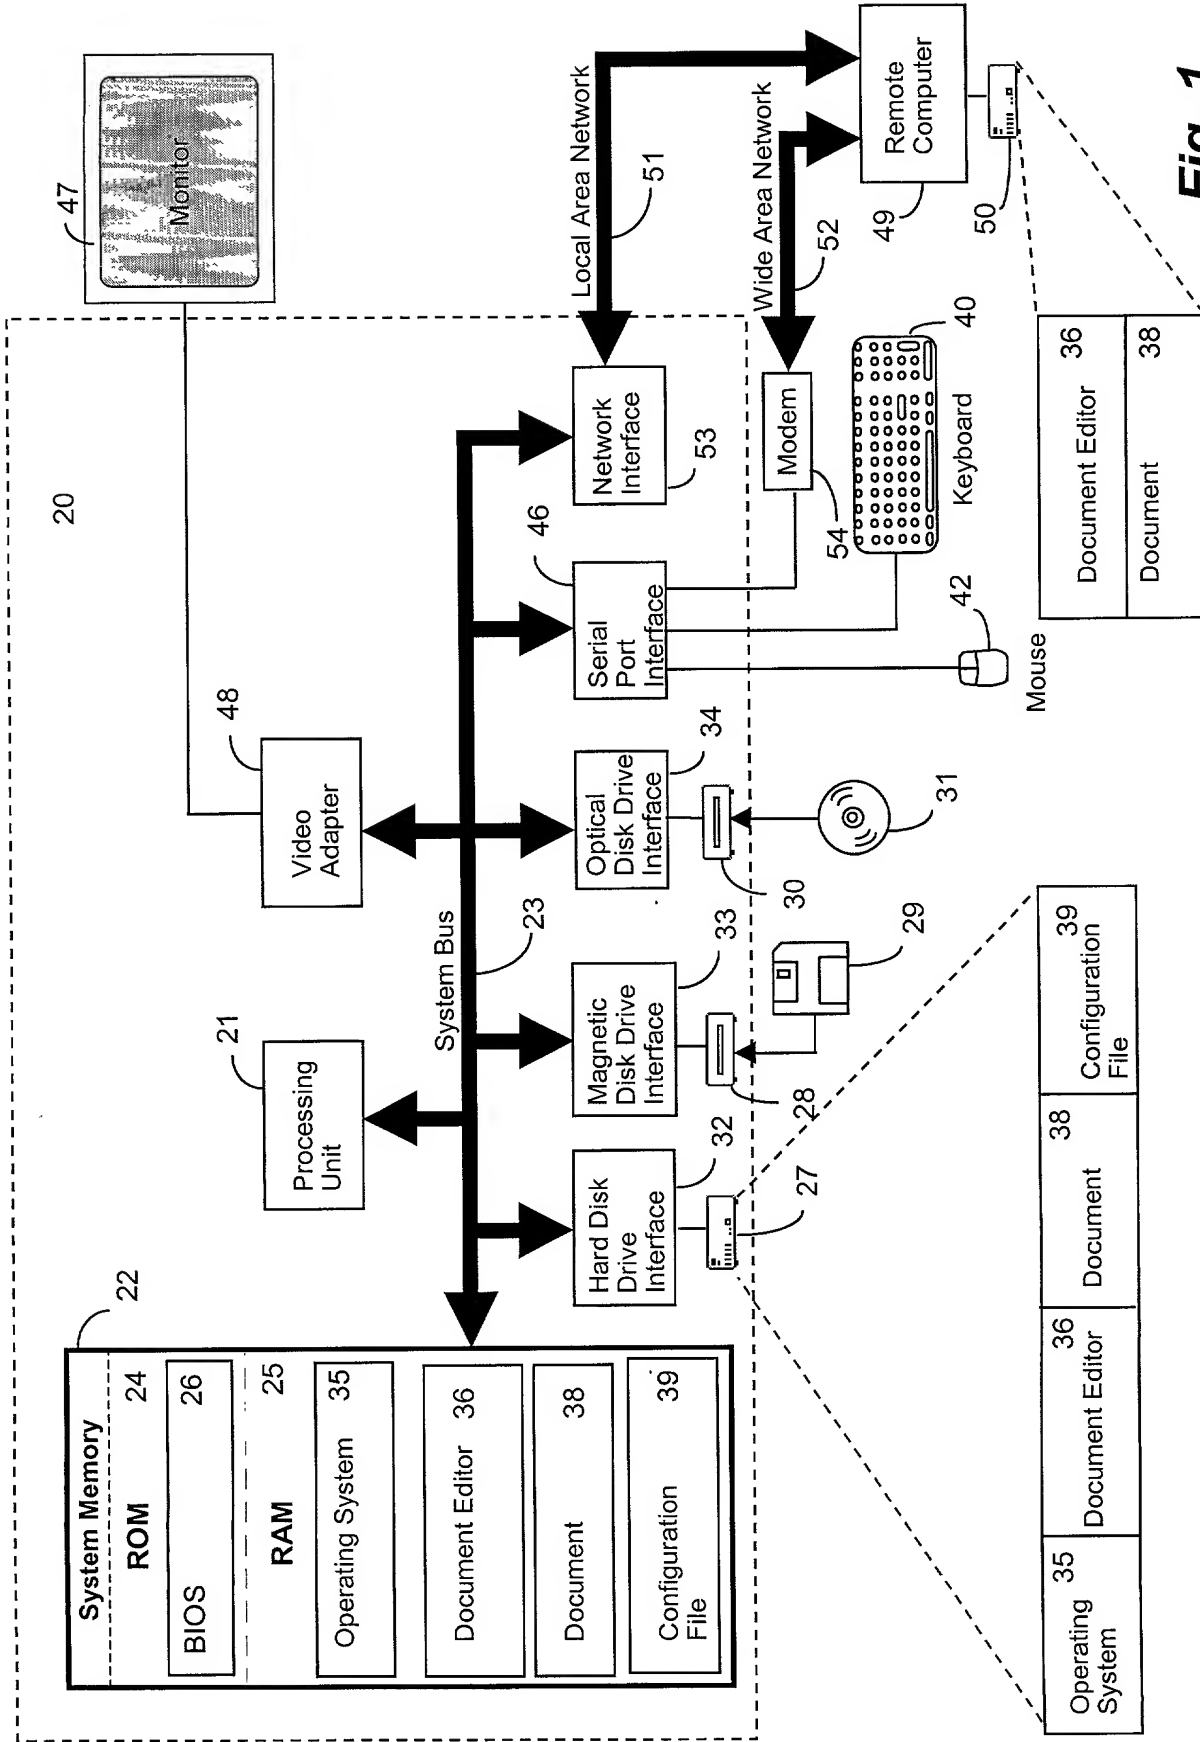 System Memory
22
ROM
24
BIOS
26
RAM
25
Operating System
35
Document Editor
36
Document
38
Configuration
File
39
20
Processing
Unit
21
Video
Adapter
48
47
Monitor
System Bus
23
Hard Disk
Drive
Interface
32
Magnetic
Disk Drive
Interface
33
Optical
Disk Drive
Interface
34
Serial
Port
Interface
46
Network
Interface
53
Local Area Network
51
27
28
29
30
31
Modem
54
Wide Area Network
52
Remote
Computer
49
50
Keyboard
40
Mouse
42
Operating
System
35
Document Editor
36
Document
38
Configuration
File
39
Document Editor
36
Document
38
Fig. 1